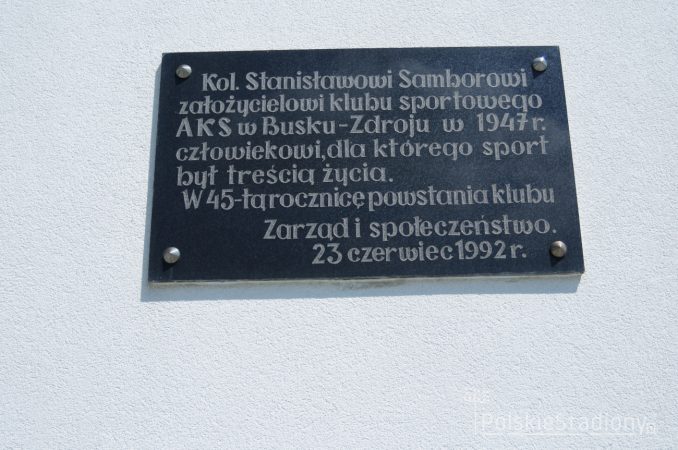 Kol. Stanisławowi Samborowi
założycielowi klubu sportowego
AKS w Busku-Zdroju w 1947 r.
człowiekowi, dla którego sport
był treścią życia.
W 45-tą rocznicę powstania klubu
Zarząd i społeczeństwo.
23 czerwiec 1992 r.
PolskieStadiony